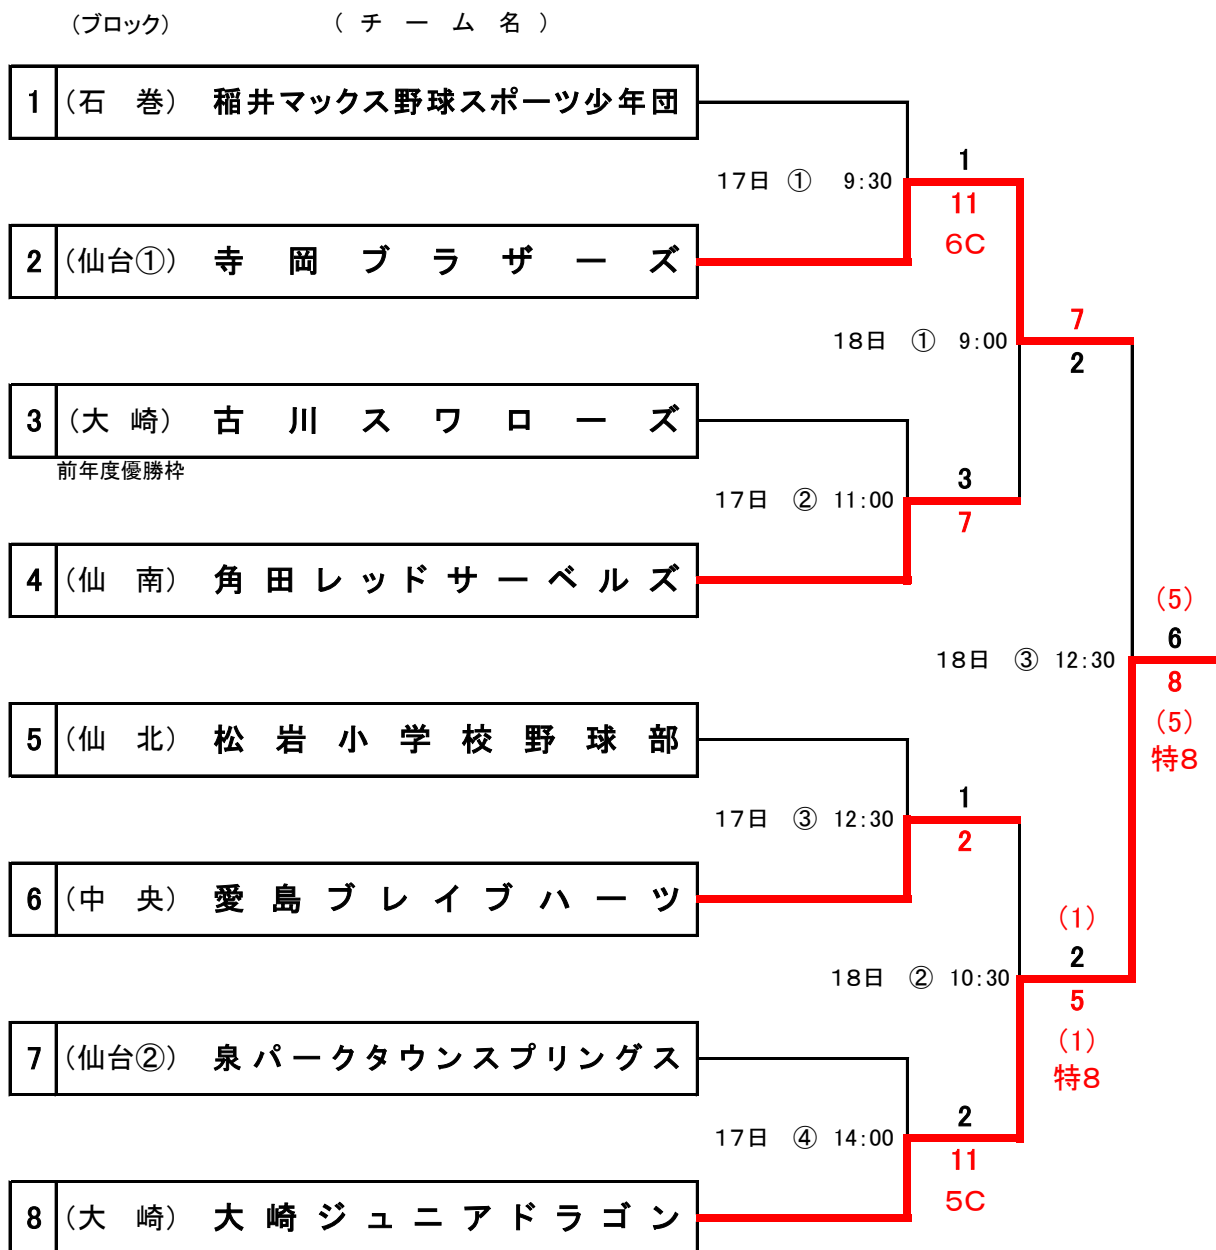 (ブロック) (チーム名)
1 (石 巻) 稲井マックス野球スポーツ少年団
1
17日 ① 9:30
11
6C
2 (仙台①) 寺岡ブラザーズ
7
18日 ① 9:00
2
3 (大 崎) 古川スワローズ
前年度優勝枠
3
17日 ② 11:00
7
4 (仙 南) 角田レッドサーベルズ
(5)
6
18日 ③ 12:30
8
(5)
特8
5 (仙 北) 松岩小学校野球部
1
17日 ③ 12:30
2
6 (中 央) 愛島ブレイブハーツ
(1)
2
18日 ② 10:30
5
(1)
特8
7 (仙台②) 泉パークタウンスプリングス
2
17日 ④ 14:00
11
5C
8 (大 崎) 大崎ジュニアドラゴン